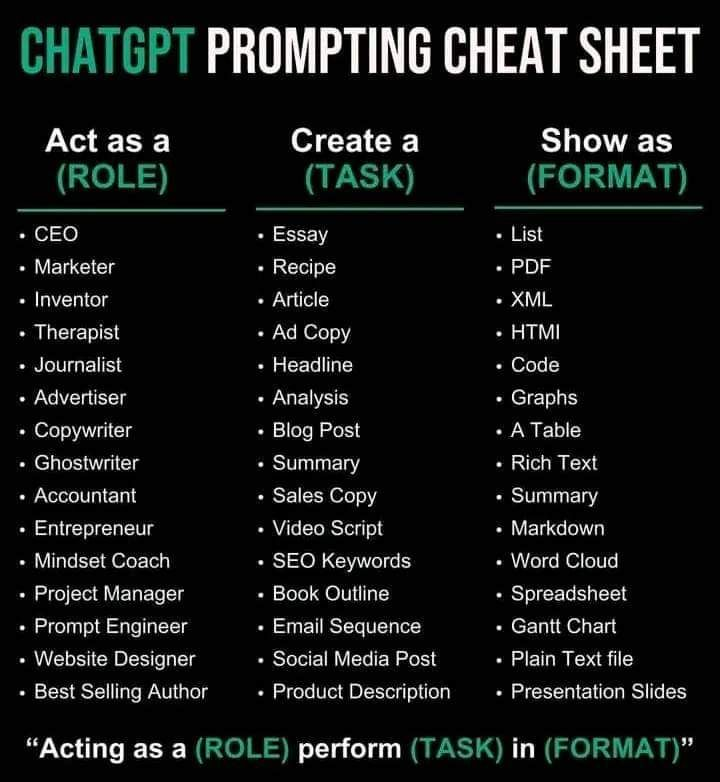 CHATGPT PROMPTING CHEAT SHEET
Act as a
(ROLE)
• CEO
• Marketer
• Inventor
• Therapist
• Journalist
• Advertiser
• Copywriter
• Ghostwriter
• Accountant
• Entrepreneur
• Mindset Coach
• Project Manager
• Prompt Engineer
• Website Designer
• Best Selling Author
Create a
(TASK)
• Essay
• Recipe
• Article
• Ad Copy
• Headline
• Analysis
• Blog Post
• Summary
• Sales Copy
• Video Script
• SEO Keywords
• Book Outline
• Email Sequence
• Social Media Post
• Product Description
Show as
(FORMAT)
• List
• PDF
• XML
• HTMl
• Code
• Graphs
• A Table
• Rich Text
• Summary
• Markdown
• Word Cloud
• Spreadsheet
• Gantt Chart
• Plain Text file
• Presentation Slides
“Acting as a (ROLE) perform (TASK) in (FORMAT)”